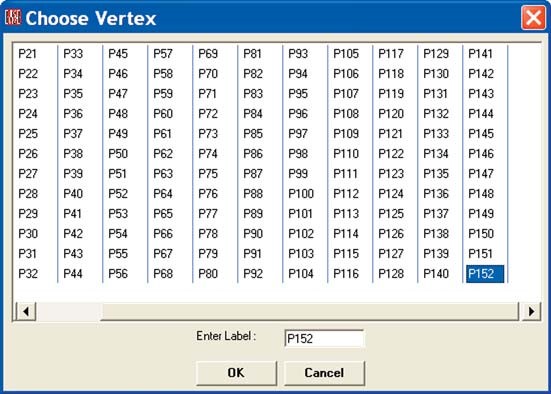 EASE Choose Vertex
P21 P33 P45 P57 P69 P81 P93 P105 P117 P129 P141
P22 P34 P46 P58 P70 P82 P94 P106 P118 P130 P142
P23 P35 P47 P59 P71 P83 P95 P107 P119 P131 P143
P24 P36 P48 P60 P72 P84 P96 P108 P120 P132 P144
P25 P37 P49 P61 P73 P85 P97 P109 P121 P133 P145
P26 P38 P50 P62 P74 P86 P98 P110 P122 P134 P146
P27 P39 P51 P63 P75 P87 P99 P111 P123 P135 P147
P28 P40 P52 P64 P76 P88 P100 P112 P124 P136 P148
P29 P41 P53 P65 P77 P89 P101 P113 P125 P137 P149
P30 P42 P54 P66 P78 P90 P102 P114 P126 P138 P150
P31 P43 P55 P67 P79 P91 P103 P115 P127 P139 P151
P32 P44 P56 P68 P80 P92 P104 P116 P128 P140 P152
Enter Label : P152
OK Cancel